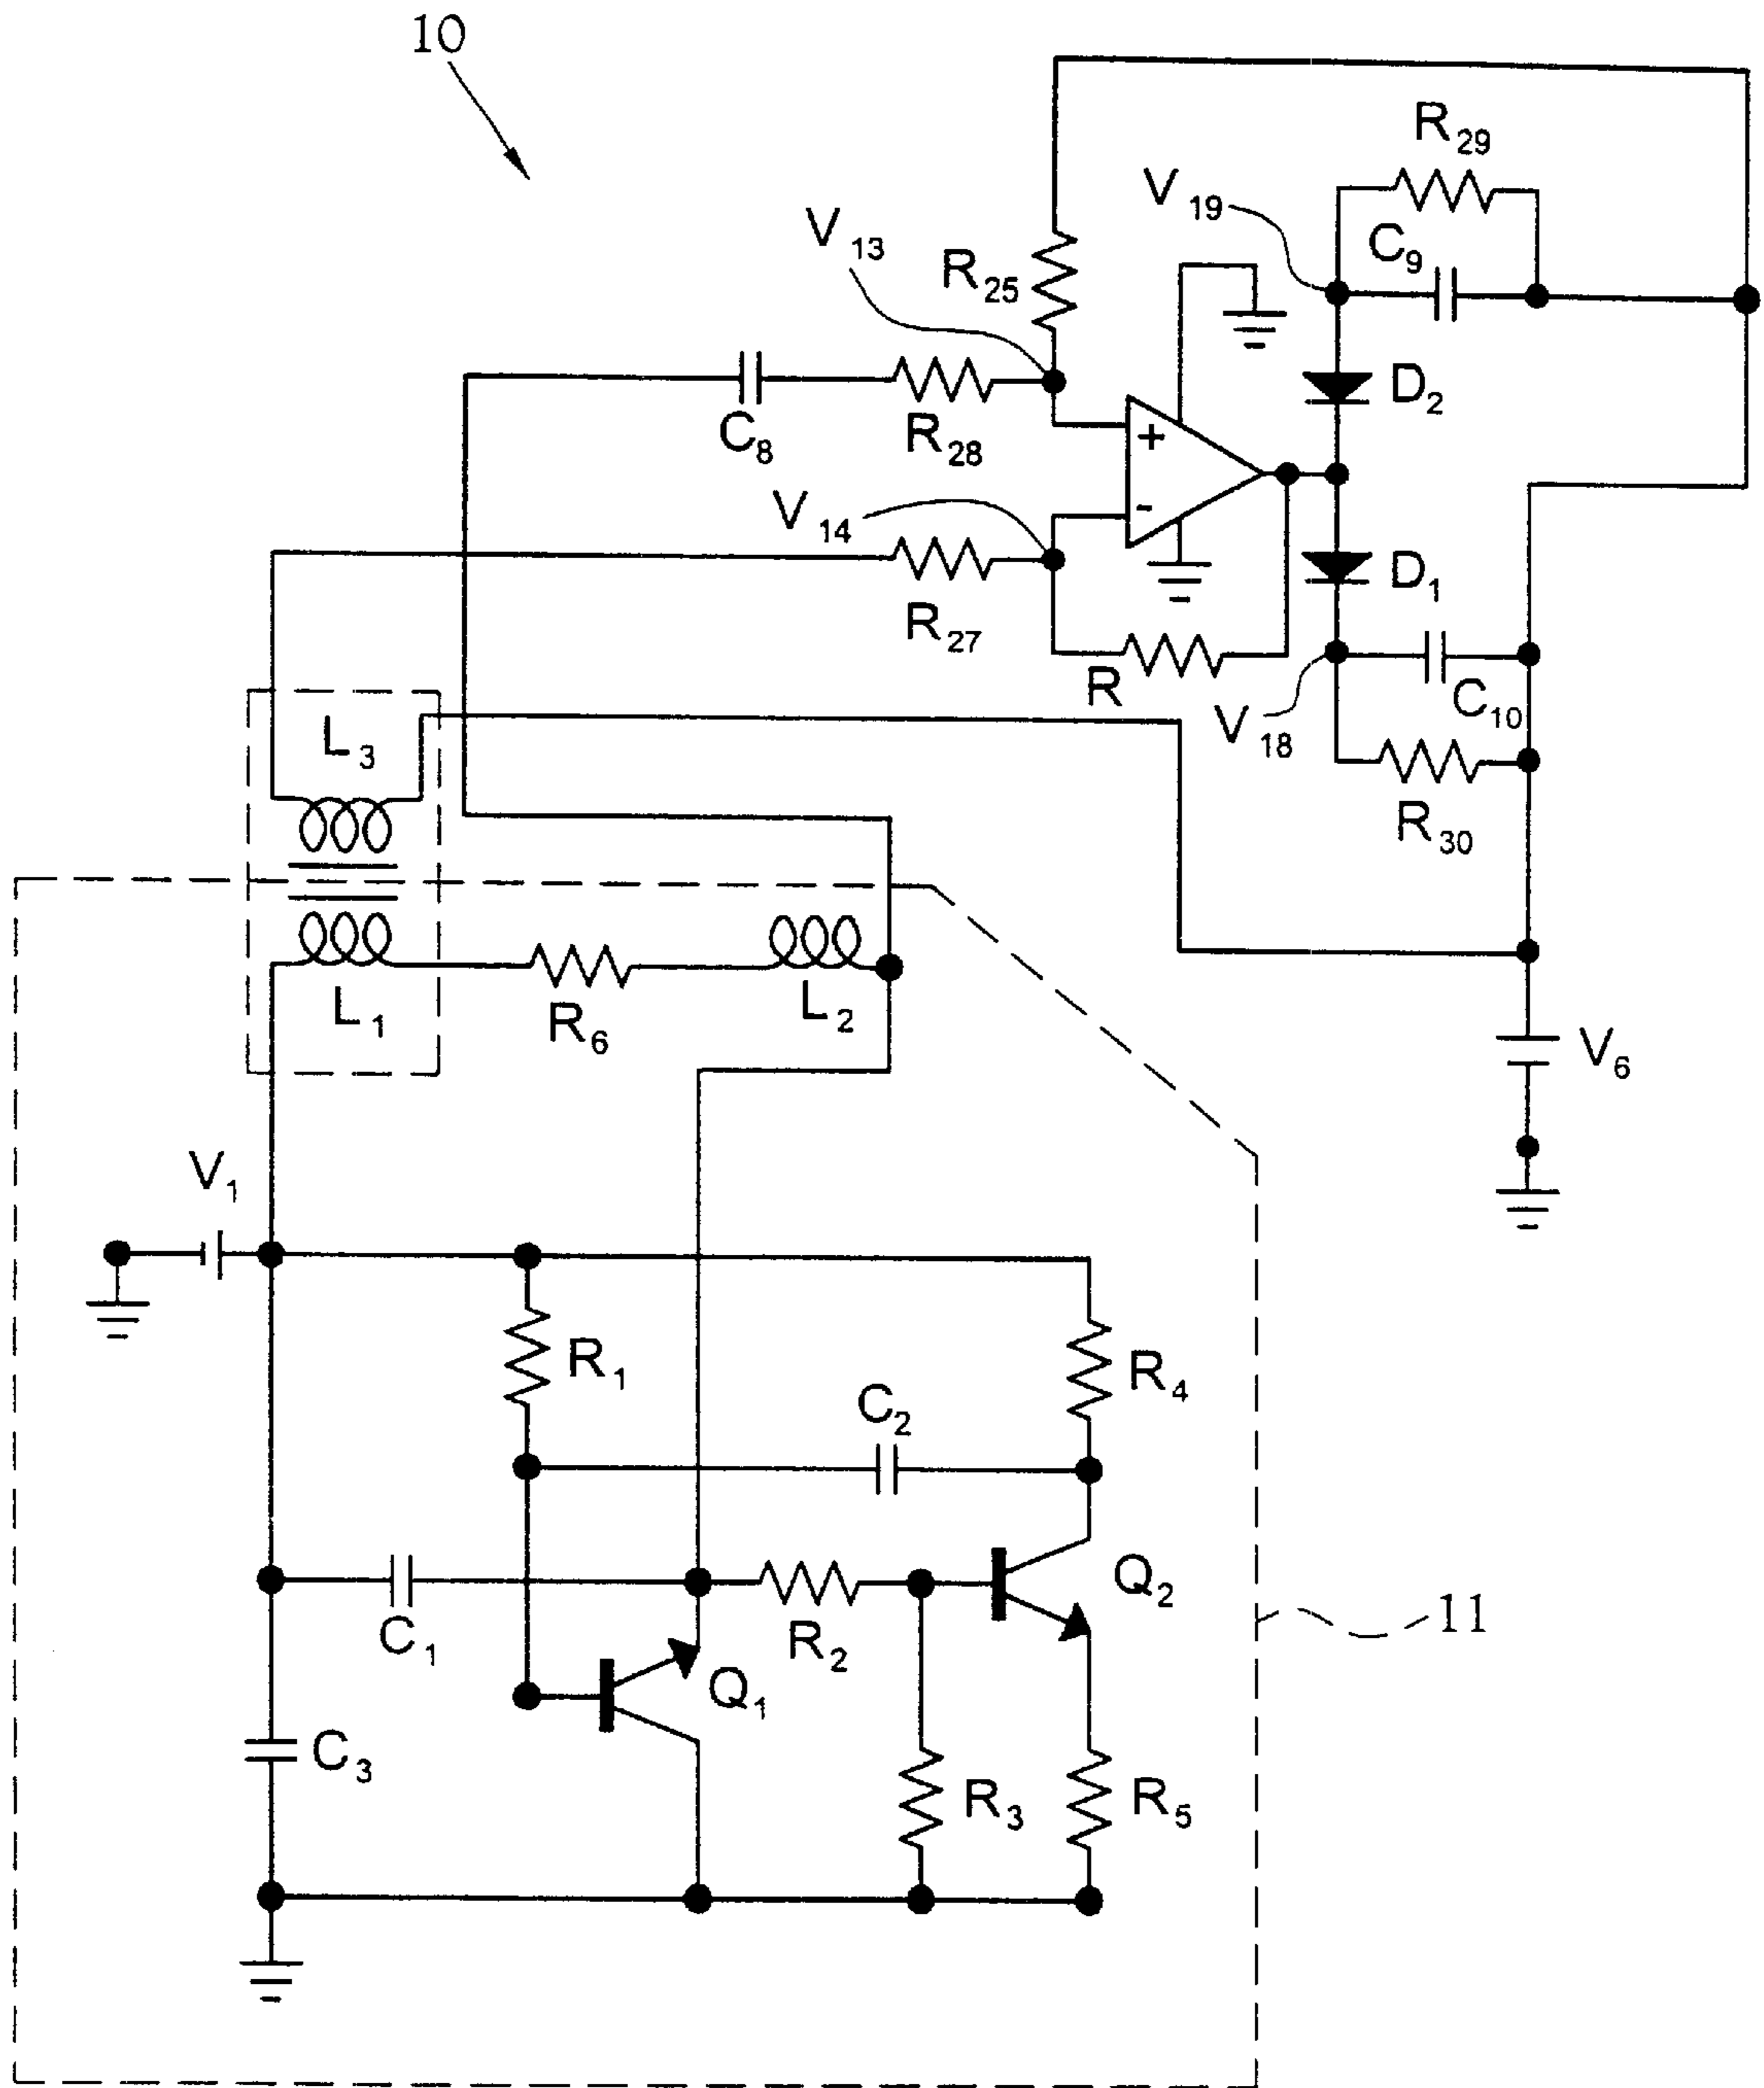 10
R29
V19
V13
C9
R25
D2
C8
R28
+
V14
-
D1
R27
R
C10
V18
L3
R30
L1
R6
L2
V6
V1
R1
R4
C2
Q2
11
C1
R2
Q1
C3
R3
R5